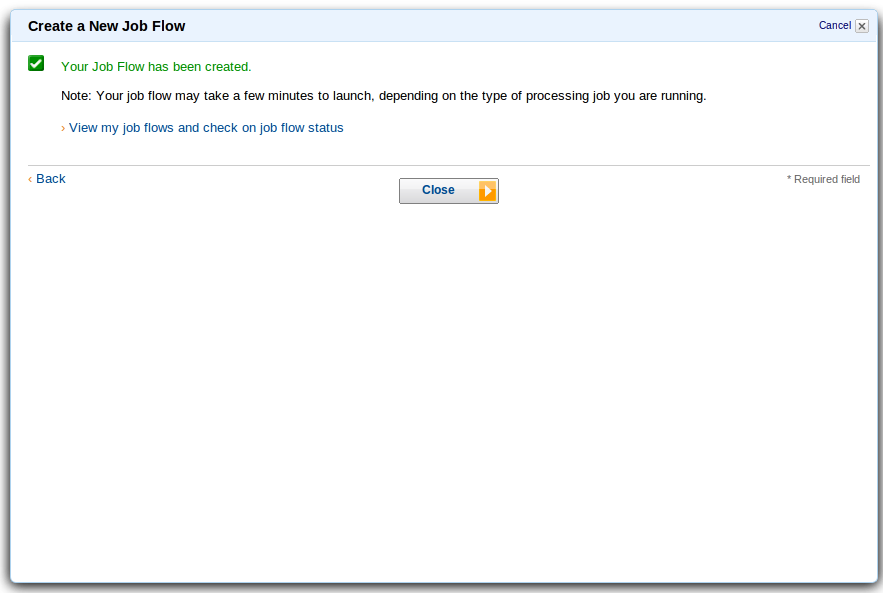 Create a New Job Flow
Cancel
Your Job Flow has been created.
Note: Your job flow may take a few minutes to launch, depending on the type of processing job you are running.
› View my job flows and check on job flow status
‹ Back
Close
* Required field